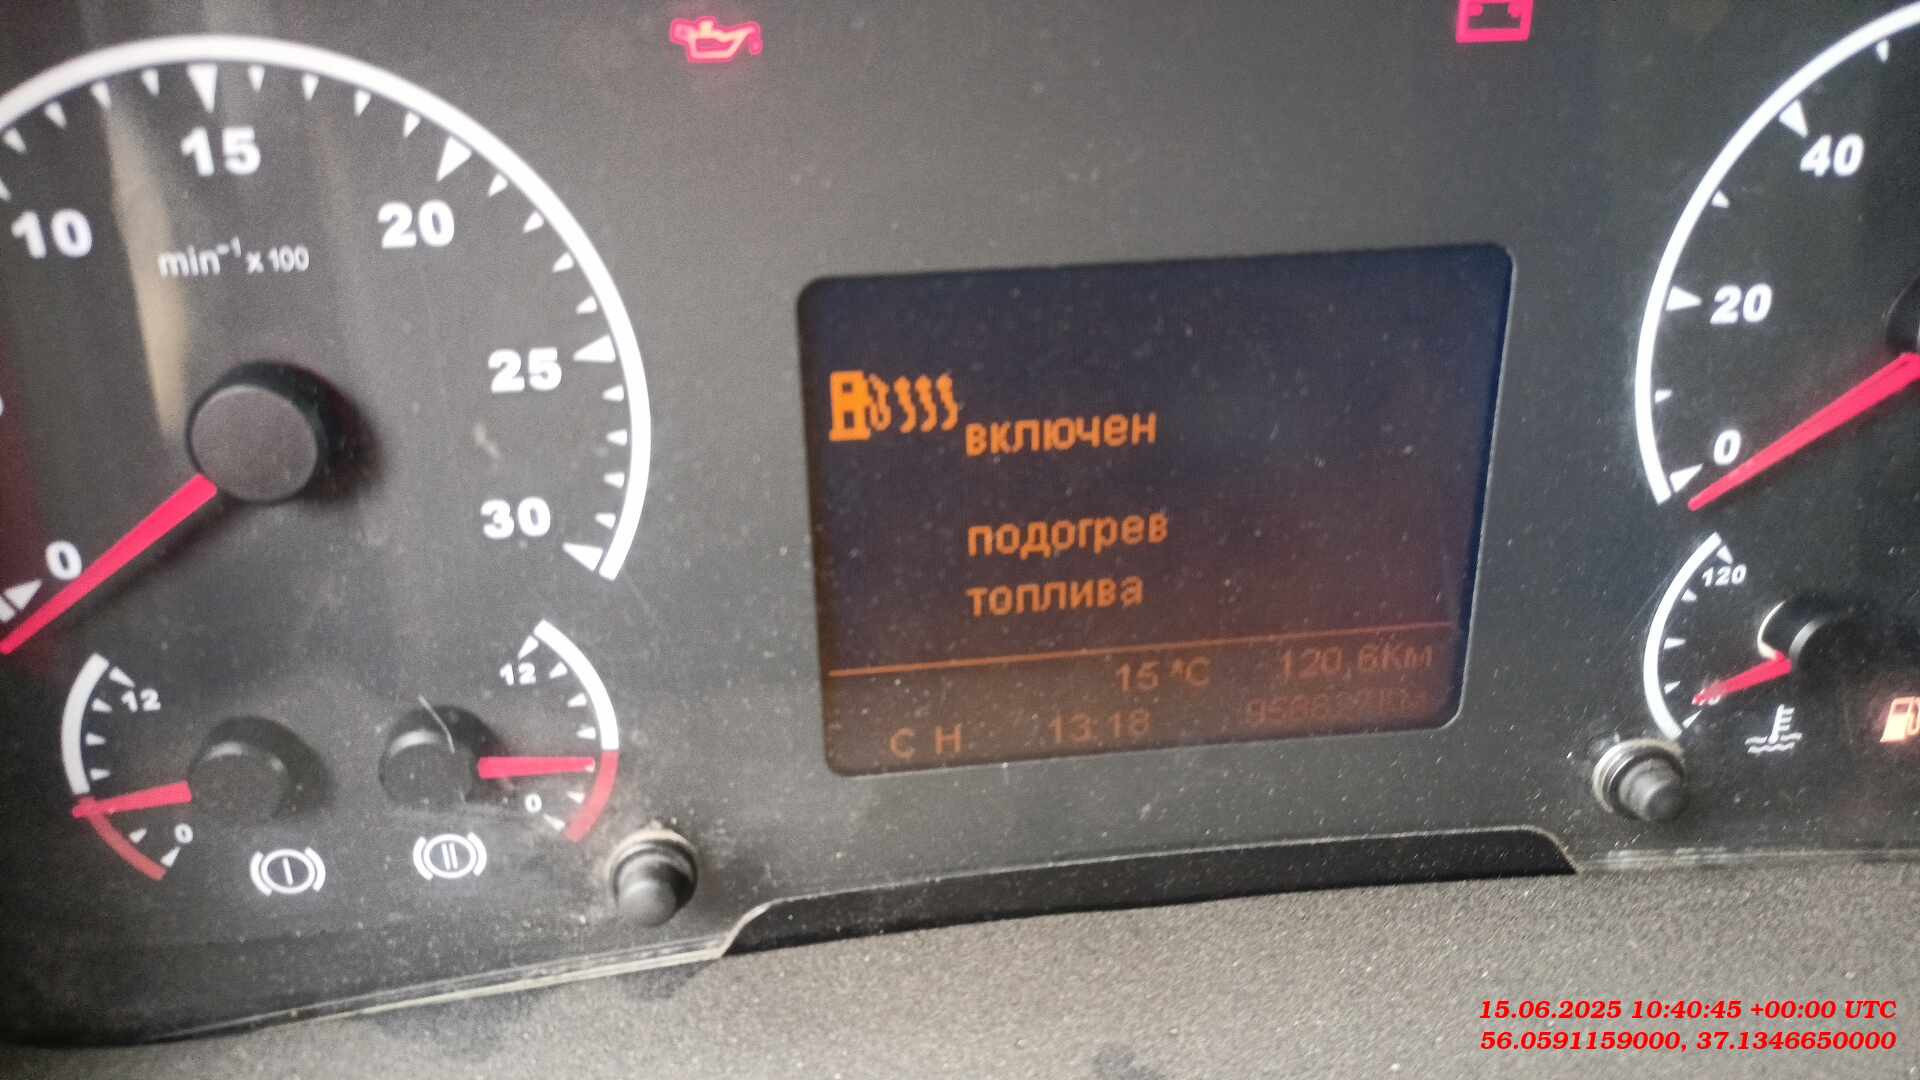 15
10
20
min⁻¹ x 100
25
30
0
12
0
12
0
включен
подогрев
топлива
15 °C 120,6Км
С Н 13:18
40
20
0
120
15.06.2025 10:40:45 +00:00 UTC
56.0591159000, 37.1346650000